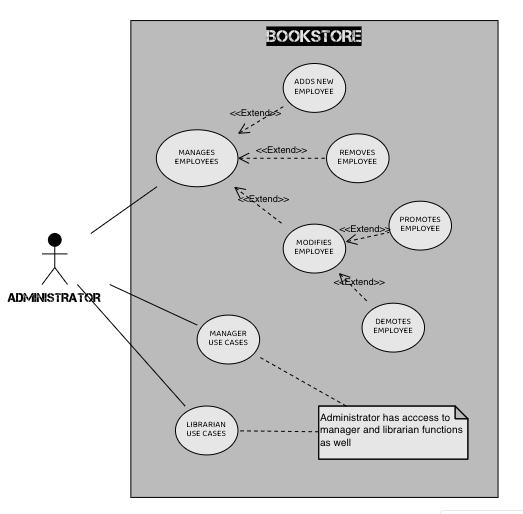 BOOKSTORE
ADDS NEW
EMPLOYEE
<<Extend>>
MANAGES
EMPLOYEES
<<Extend>>
REMOVES
EMPLOYEE
<<Extend>>
PROMOTES
EMPLOYEE
<<Extend>>
MODIFIES
EMPLOYEE
<<Extend>>
ADMINISTRATOR
DEMOTES
EMPLOYEE
MANAGER
USE CASES
LIBRARIAN
USE CASES
Administrator has acccess to
manager and librarian functions
as well